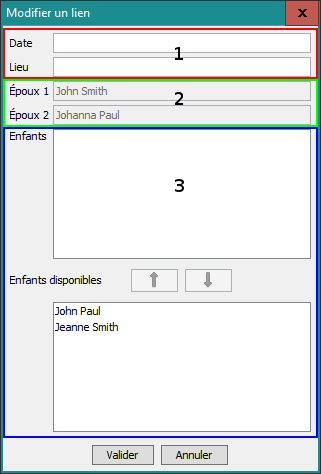 Modifier un lien
x
Date
1
Lieu
Époux 1 John Smith
2
Époux 2 Johanna Paul
Enfants
3
Enfants disponibles
John Paul
Jeanne Smith
Valider Annuler